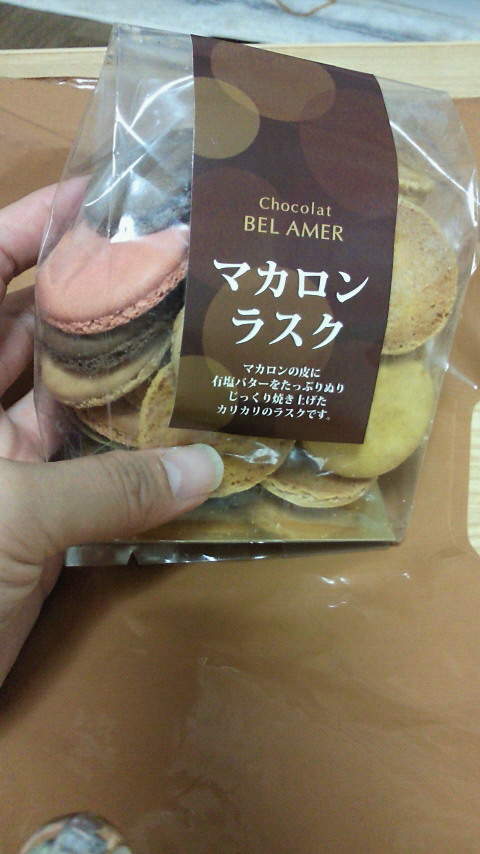 Chocolat
BEL AMER
マカロン
ラスク
マカロンの皮に
有塩バターをたっぷりぬり
じっくり焼き上げた
カリカリのラスクです。